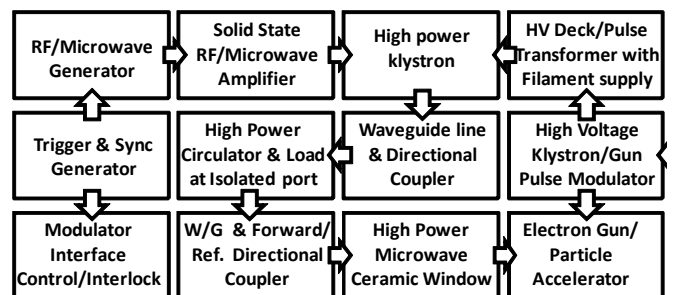 RF/Microwave
Generator
Solid State
RF/Microwave
Amplifier
High power
klystron
HV Deck/Pulse
Transformer with
Filament supply
Trigger & Sync
Generator
High Power
Circulator & Load
at Isolated port
Waveguide line
& Directional
Coupler
High Voltage
Klystron/Gun
Pulse Modulator
Modulator
Interface
Control/Interlock
W/G & Forward/
Ref. Directional
Coupler
High Power
Microwave
Ceramic Window
Electron Gun/
Particle
Accelerator